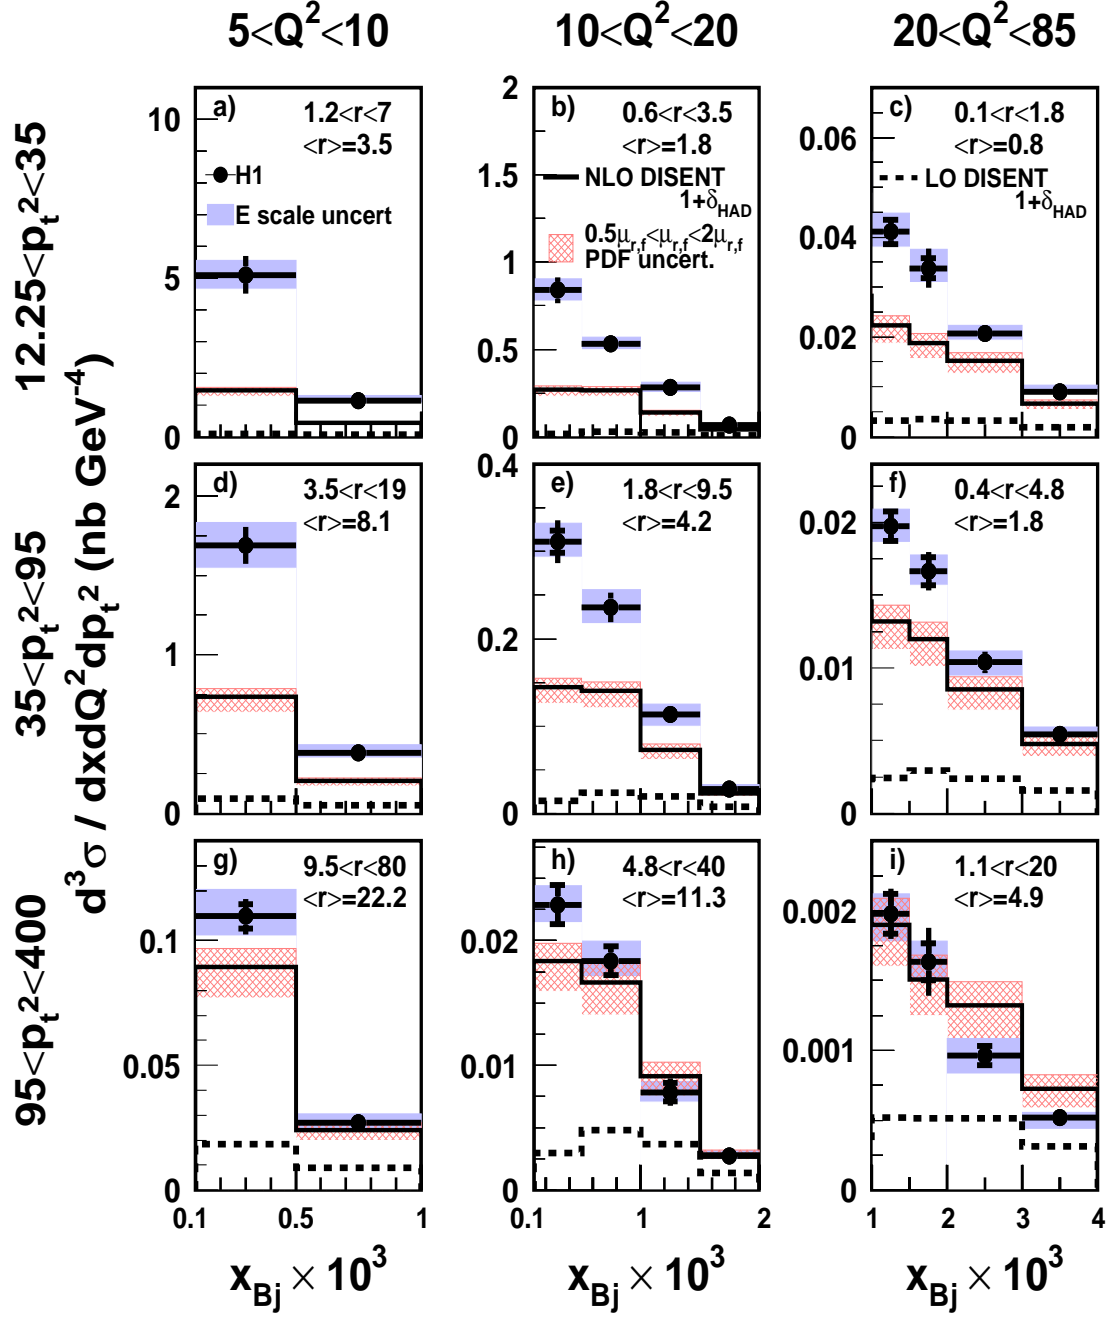 5<Q²<10
10<Q²<20
20<Q²<85
12.25<pₜ²<35
35<pₜ²<95
95<pₜ²<400
d³σ / dxdQ²dpₜ² (nb GeV⁻⁴)
a)
1.2<r<7
<r>=3.5
H1
E scale uncert
10
5
0
b)
0.6<r<3.5
<r>=1.8
NLO DISENT
1+δ_HAD
0.5μ_r,f<μ_r,f<2μ_r,f
PDF uncert.
2
1.5
1
0.5
0
c)
0.1<r<1.8
<r>=0.8
LO DISENT
1+δ_HAD
0.06
0.04
0.02
0
d)
3.5<r<19
<r>=8.1
2
1
0
e)
1.8<r<9.5
<r>=4.2
0.4
0.2
0
f)
0.4<r<4.8
<r>=1.8
0.02
0.01
0
g)
9.5<r<80
<r>=22.2
0.1
0.05
0
h)
4.8<r<40
<r>=11.3
0.02
0.01
0
i)
1.1<r<20
<r>=4.9
0.002
0.001
0
0.1 0.5 1
0.1 1 2
1 2 3 4
x_Bj × 10³
x_Bj × 10³
x_Bj × 10³